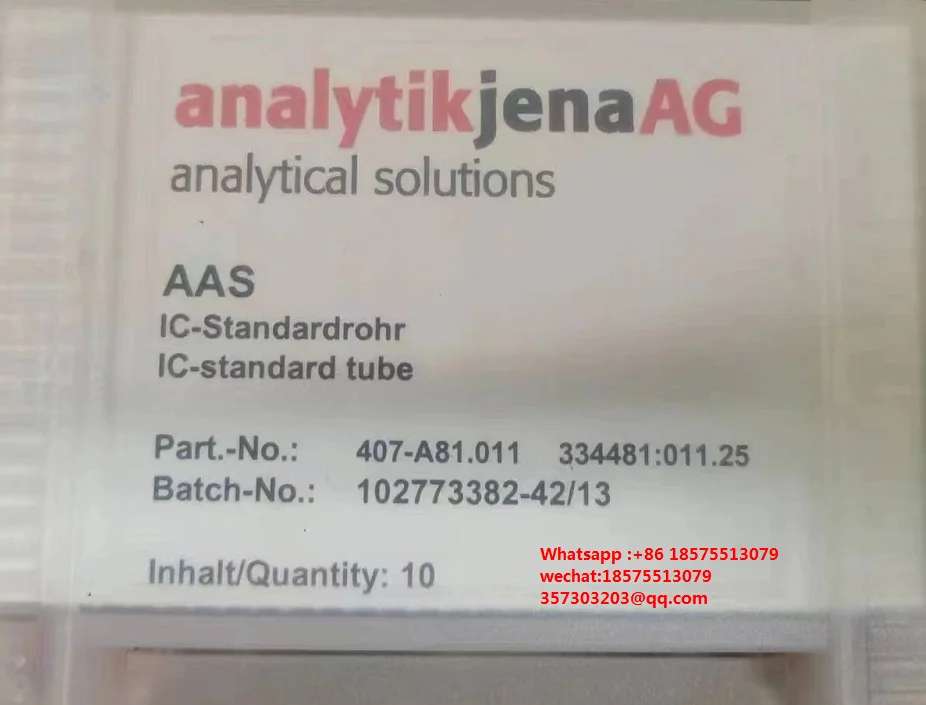 analytikjenaAG
analytical solutions
AAS
IC-Standardrohr
IC-standard tube
Part.-No.: 407-A81.011 334481:011.25
Batch-No.: 102773382-42/13
Inhalt/Quantity: 10
Whatsapp :+86 18575513079
wechat:18575513079
357303203@qq.com